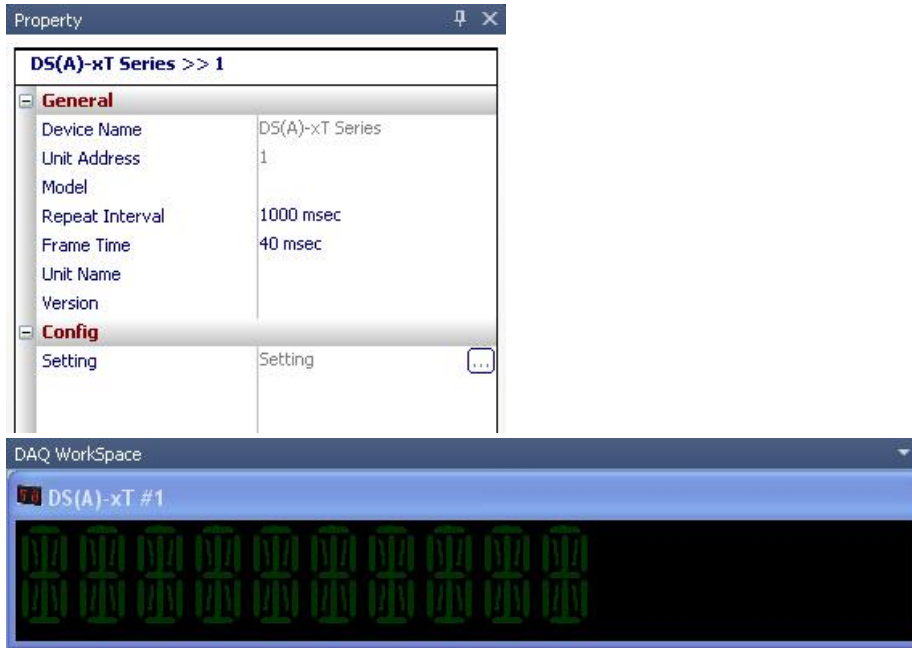 Property
DS(A)-xT Series >> 1
General
Device Name DS(A)-xT Series
Unit Address 1
Model
Repeat Interval 1000 msec
Frame Time 40 msec
Unit Name
Version
Config
Setting Setting ...
DAQ WorkSpace
DS(A)-xT #1